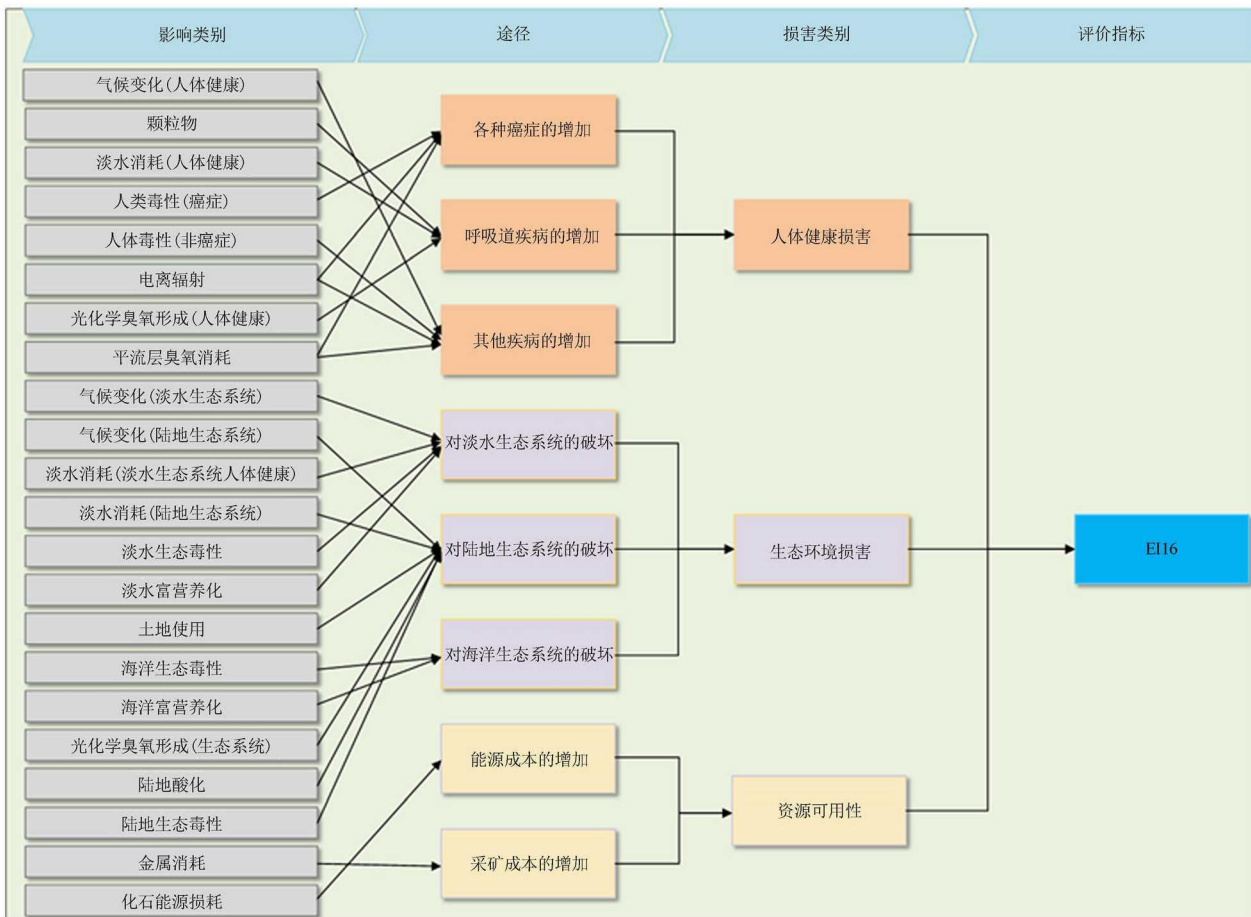 影响类别
途径
损害类别
评价指标
气候变化(人体健康)
颗粒物
淡水消耗(人体健康)
人类毒性(癌症)
人体毒性(非癌症)
电离辐射
光化学臭氧形成(人体健康)
平流层臭氧消耗
气候变化(淡水生态系统)
气候变化(陆地生态系统)
淡水消耗(淡水生态系统人体健康)
淡水消耗(陆地生态系统)
淡水生态毒性
淡水富营养化
土地使用
海洋生态毒性
海洋富营养化
光化学臭氧形成(生态系统)
陆地酸化
陆地生态毒性
金属消耗
化石能源损耗
各种癌症的增加
呼吸道疾病的增加
其他疾病的增加
对淡水生态系统的破坏
对陆地生态系统的破坏
对海洋生态系统的破坏
能源成本的增加
采矿成本的增加
人体健康损害
生态环境损害
资源可用性
EI16